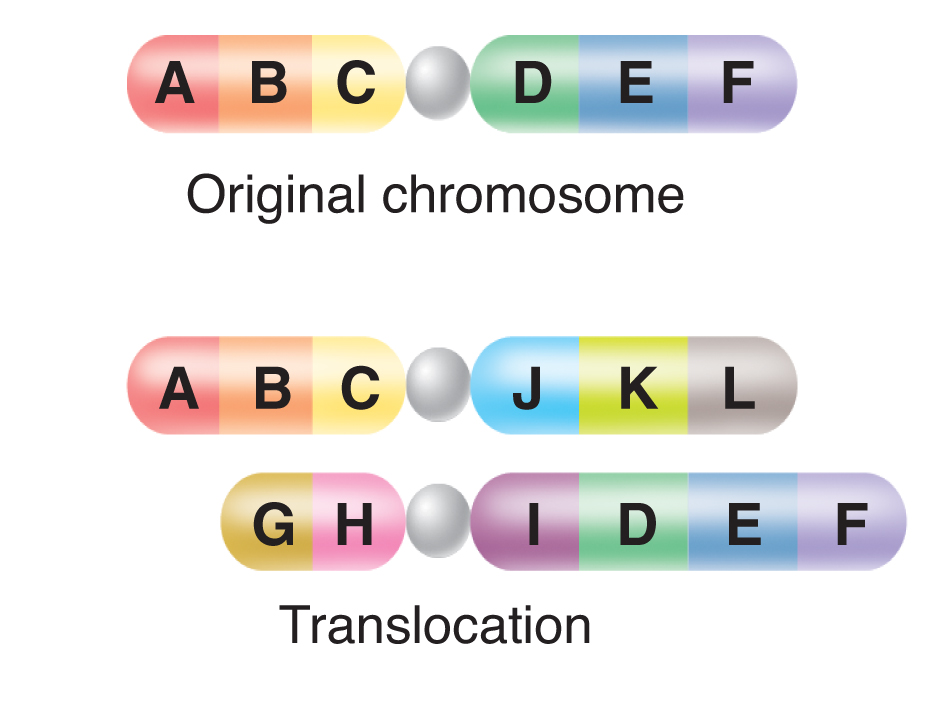 A B C D E F
Original chromosome
A B C J K L
G H I D E F
Translocation